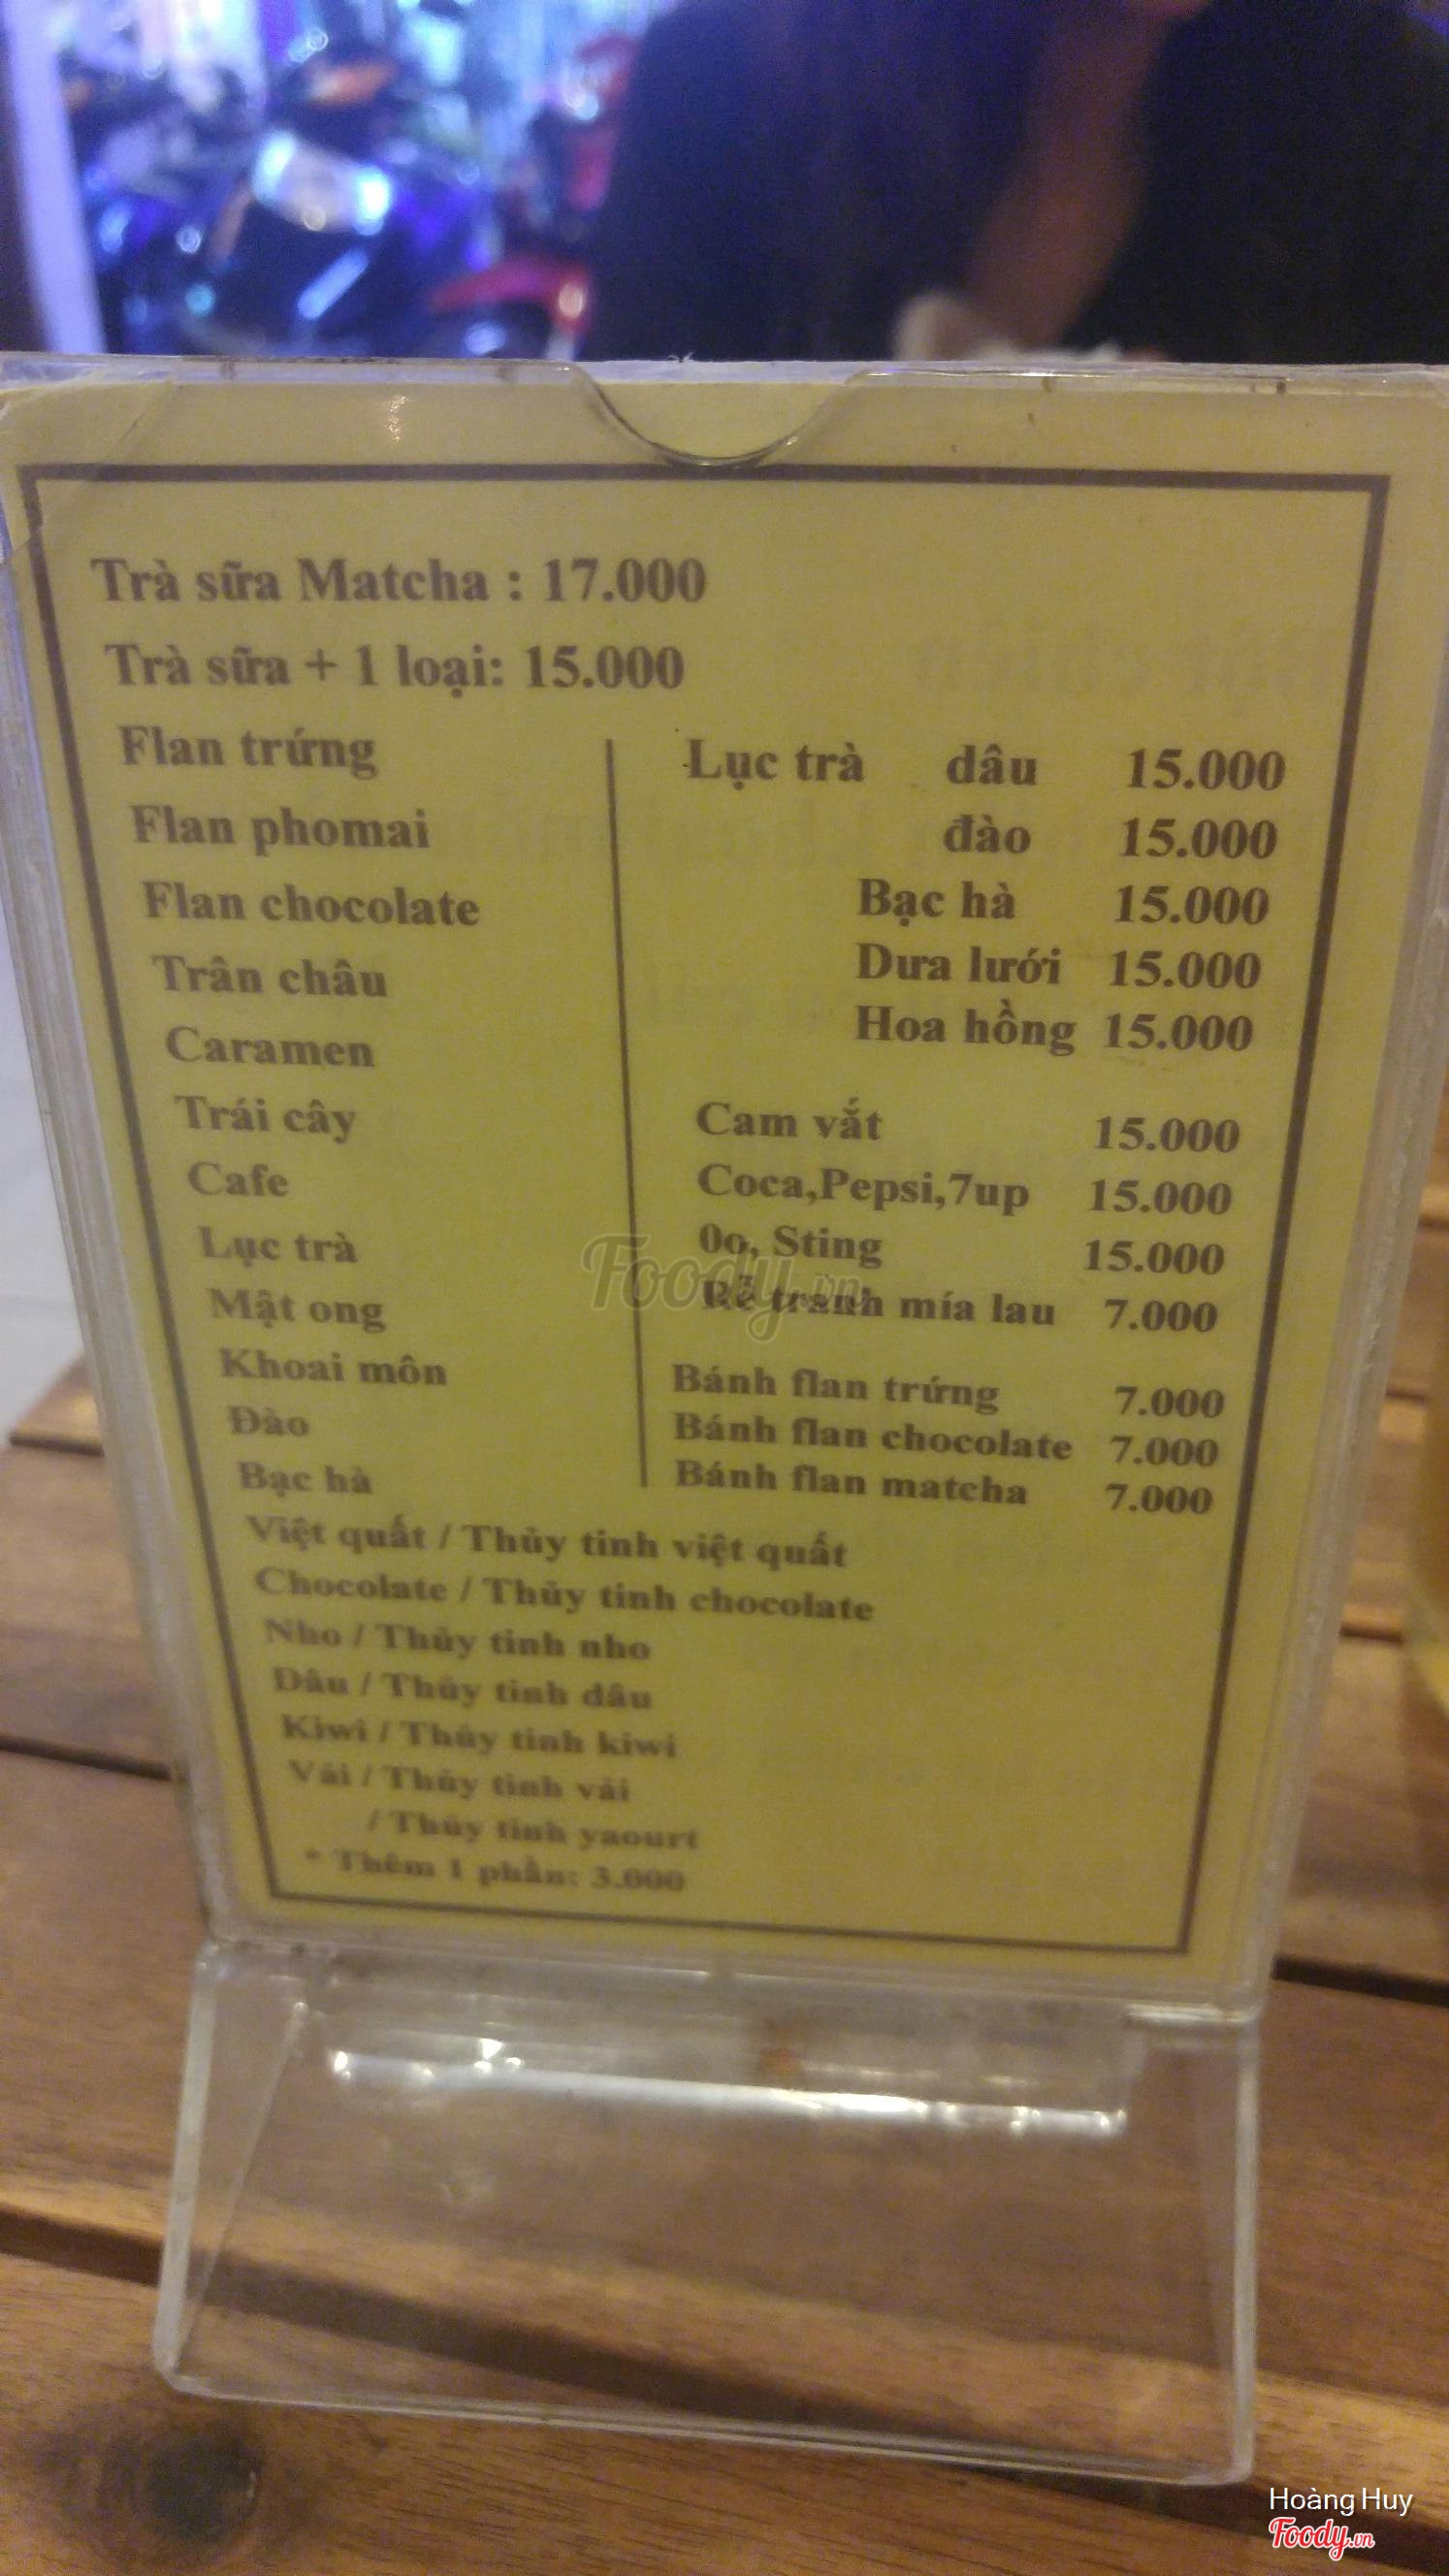 Trà sữa Matcha : 17.000
Trà sữa + 1 loại: 15.000
Flan trứng
Flan phomai
Flan chocolate
Trân châu
Caramen
Trái cây
Cafe
Lục trà
Mật ong
Khoai môn
Đào
Bạc hà
Việt quất / Thủy tinh việt quất
Chocolate / Thủy tinh chocolate
Nho / Thủy tinh nho
Dâu / Thủy tinh dâu
Kiwi / Thủy tinh kiwi
Vải / Thủy tinh vải
/ Thủy tinh yaourt
* Thêm 1 phần: 3.000
Lục trà dâu 15.000
đào 15.000
Bạc hà 15.000
Dưa lưới 15.000
Hoa hồng 15.000
Cam vắt 15.000
Coca,Pepsi,7up 15.000
0o, Sting 15.000
Rễ tranh mía lau 7.000
Bánh flan trứng 7.000
Bánh flan chocolate 7.000
Bánh flan matcha 7.000
Foody.vn
Hoàng Huy
Foody.vn